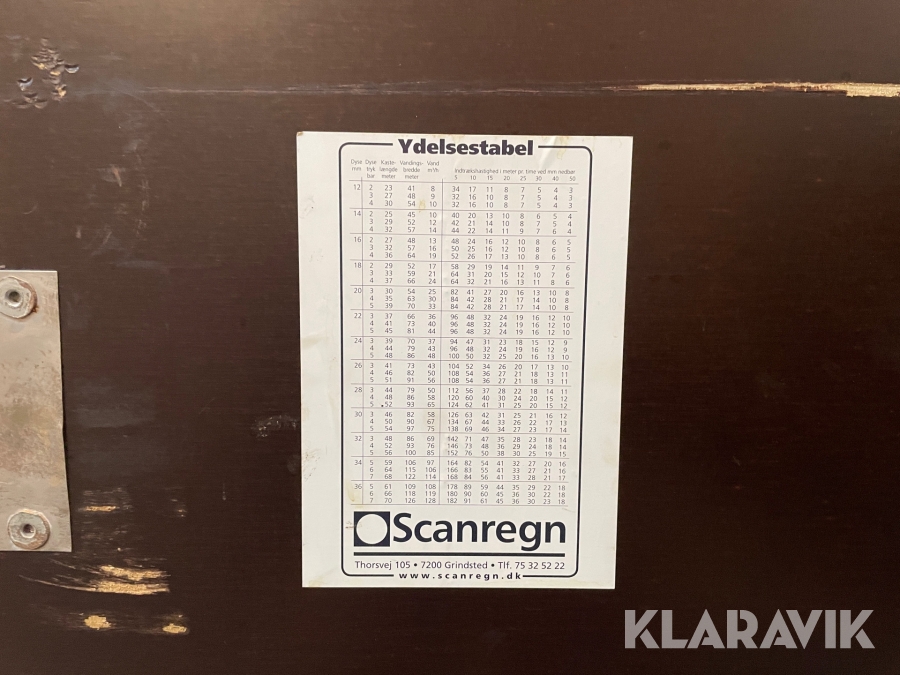 Ydelsestabel
Dyse Dyse Kaste- Vandings- Vand
mm tryk længde bredde m³/h Indtrækshastighed i meter pr. time ved mm nedbør
bar meter meter 5 10 15 20 25 30 40 50
12 2 23 41 8 34 17 11 8 7 5 4 3
3 27 48 9 32 16 10 8 7 5 4 3
4 30 54 10 32 16 10 8 7 5 4 3
14 2 25 45 10 40 20 13 10 8 6 5 4
3 29 52 12 42 21 14 10 8 7 5 4
4 32 57 14 44 22 14 11 9 7 6 4
16 2 27 48 13 48 24 16 12 10 8 6 5
3 32 57 16 50 25 16 12 10 8 6 5
4 36 64 19 52 26 17 13 10 8 6 5
18 2 29 52 17 58 29 19 14 11 9 7 6
3 33 59 21 64 31 20 15 12 10 7 6
4 37 66 24 64 32 21 16 13 11 8 6
20 3 30 54 25 82 41 27 20 16 13 10 8
4 35 63 30 84 42 28 21 17 14 10 8
5 39 70 33 84 42 28 21 17 14 10 8
22 3 37 66 36 96 48 32 24 19 16 12 10
4 41 73 40 96 48 32 24 19 16 12 10
5 45 81 44 96 48 32 24 19 16 12 10
24 3 39 70 37 94 47 31 23 18 15 12 9
4 44 79 43 96 48 32 24 19 16 12 9
5 48 86 48 100 50 32 25 20 16 13 10
26 3 41 73 43 104 52 34 26 20 17 13 10
4 46 82 50 108 54 36 27 21 18 13 11
5 51 91 56 108 54 36 27 21 18 13 11
28 3 44 79 50 112 56 37 28 22 18 14 11
4 48 86 58 120 60 40 30 24 20 15 12
5 52 93 65 124 62 41 31 25 20 15 12
30 3 46 82 58 126 63 42 31 25 21 16 12
4 50 90 67 134 67 44 33 26 22 17 13
5 54 97 75 138 69 46 34 27 23 17 14
32 3 48 86 69 142 71 47 35 28 23 18 14
4 52 93 76 146 73 48 36 29 24 18 14
5 56 100 85 152 76 50 38 30 25 19 15
34 5 59 106 97 164 82 54 41 32 27 20 16
6 64 115 106 166 83 55 41 33 27 21 16
7 68 122 114 168 84 56 41 33 28 21 17
36 5 61 109 108 178 89 59 44 35 29 22 18
6 66 118 119 180 90 60 45 36 30 22 18
7 70 126 128 182 91 61 45 36 30 23 18
Scanregn
Thorsvej 105 • 7200 Grindsted • Tlf. 75 32 52 22
www.scanregn.dk
KLARAVIK